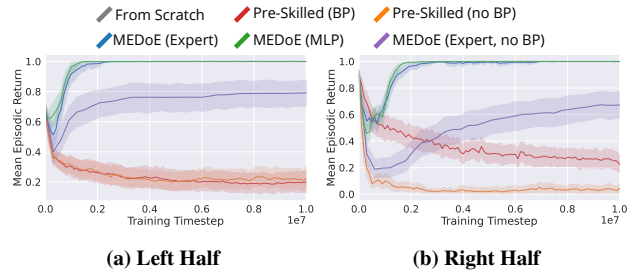 From Scratch Pre-Skilled (BP) Pre-Skilled (no BP)
MEDoE (Expert) MEDoE (MLP) MEDoE (Expert, no BP)
Mean Episodic Return
1.0
0.8
0.6
0.4
0.2
0.0 0.2 0.4 0.6 0.8 1.0
Training Timestep 1e7
(a) Left Half
Mean Episodic Return
1.0
0.8
0.6
0.4
0.2
0.0
0.0 0.2 0.4 0.6 0.8 1.0
Training Timestep 1e7
(b) Right Half